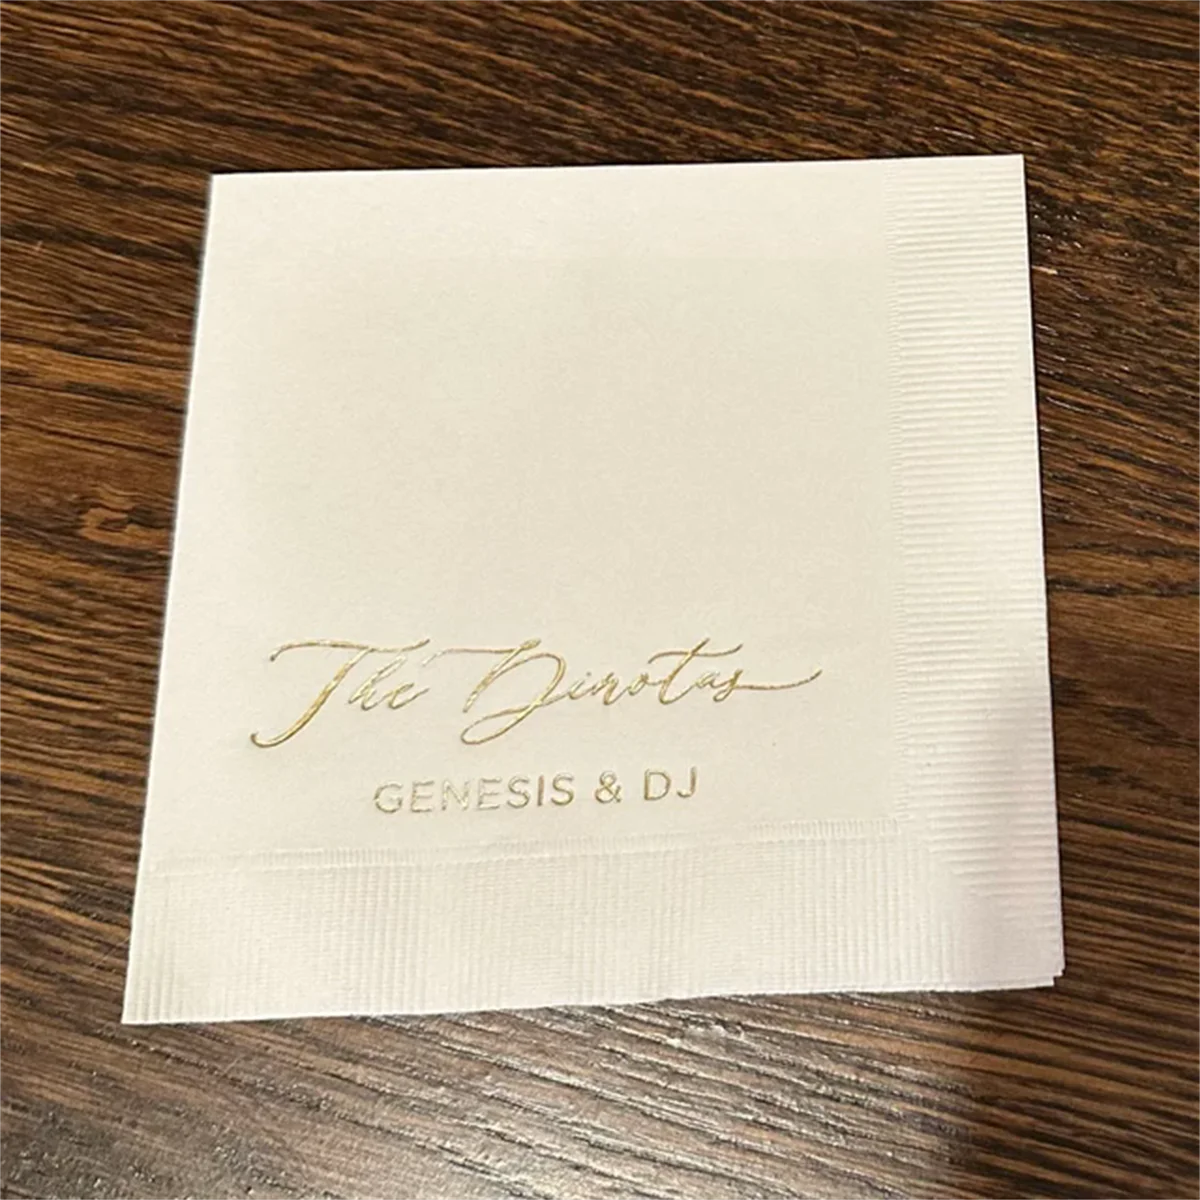 The Dinotas
GENESIS & DJ